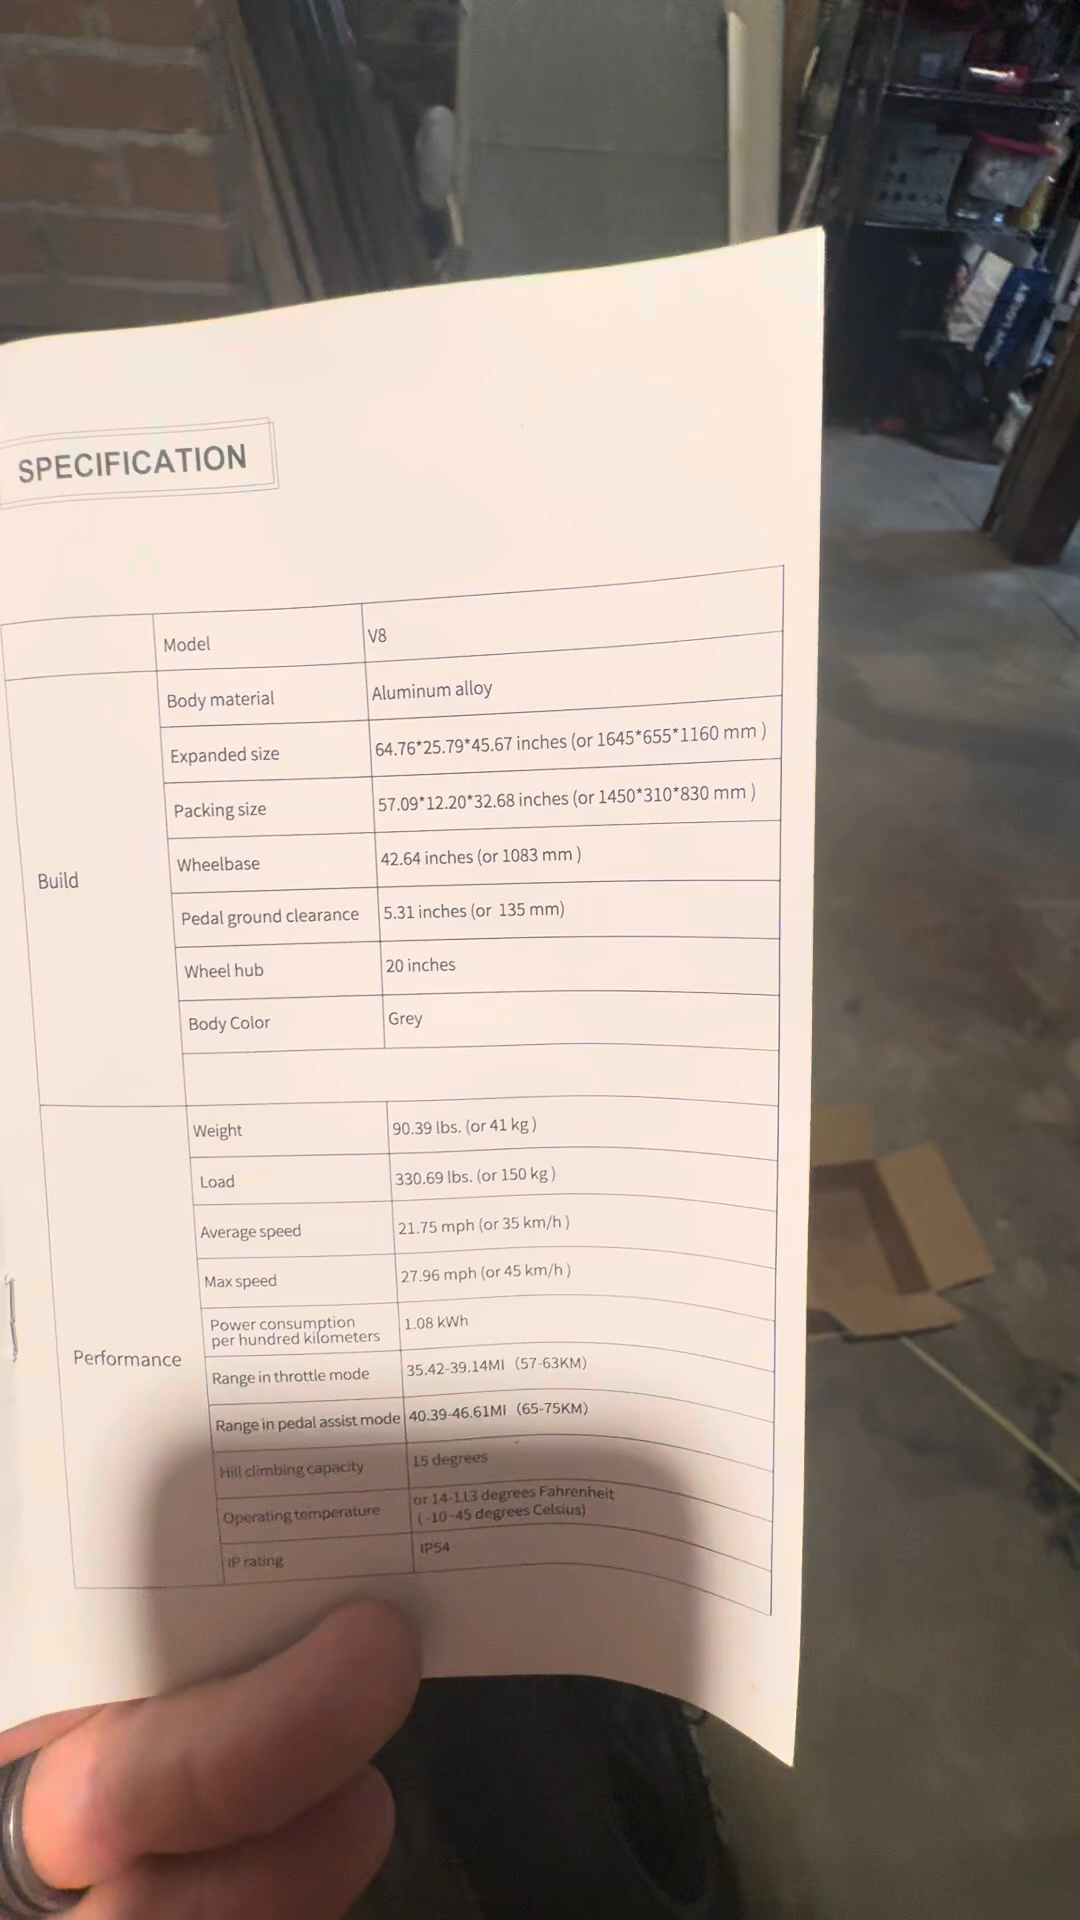 SPECIFICATION
Model V8
Build
Body material Aluminum alloy
Expanded size 64.76*25.79*45.67 inches (or 1645*655*1160 mm )
Packing size 57.09*12.20*32.68 inches (or 1450*310*830 mm )
Wheelbase 42.64 inches (or 1083 mm )
Pedal ground clearance 5.31 inches (or 135 mm)
Wheel hub 20 inches
Body Color Grey
Performance
Weight 90.39 lbs. (or 41 kg )
Load 330.69 lbs. (or 150 kg )
Average speed 21.75 mph (or 35 km/h )
Max speed 27.96 mph (or 45 km/h )
Power consumption
per hundred kilometers 1.08 kWh
Range in throttle mode 35.42-39.14MI (57-63KM)
Range in pedal assist mode 40.39-46.61MI (65-75KM)
Hill climbing capacity 15 degrees
Operating temperature or 14-113 degrees Fahrenheit
( -10-45 degrees Celsius)
IP rating IP54